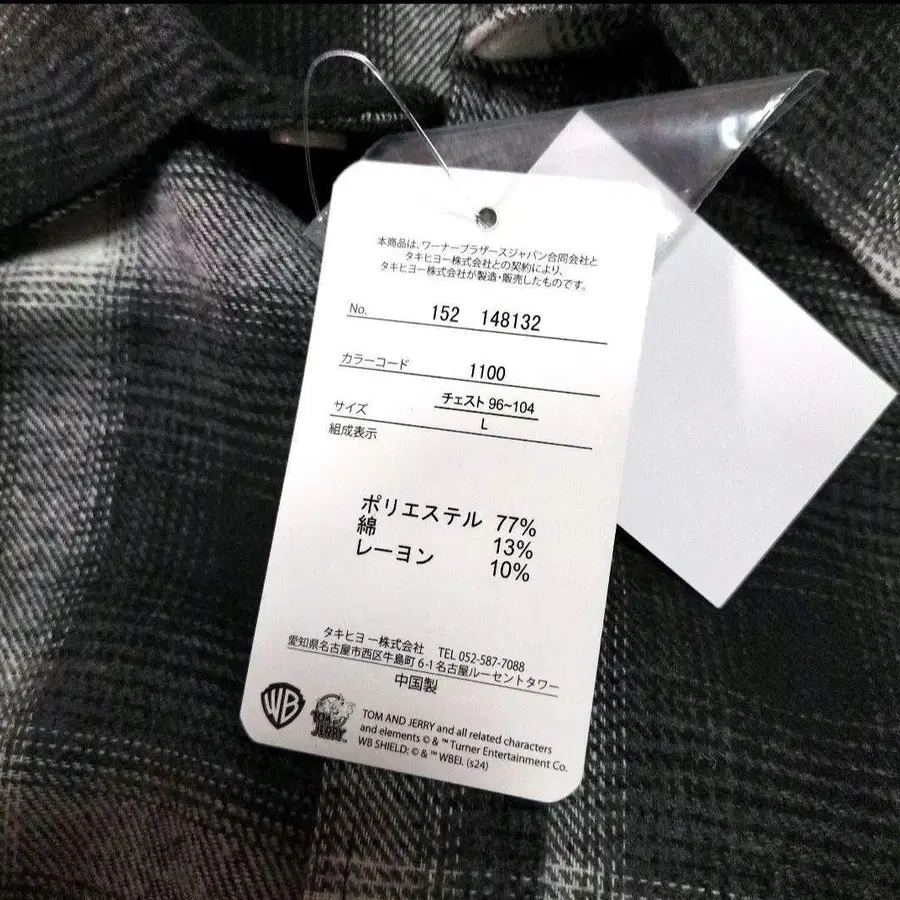 本商品は、ワーナーブラザースジャパン合同会社と
タキヒヨー株式会社との契約により、
タキヒヨー株式会社が製造・販売したものです。
No. 152 148132
カラーコード 1100
サイズ チェスト 96~104
L
組成表示
ポリエステル 77%
綿 13%
レーヨン 10%
タキヒヨー株式会社 TEL 052-587-7088
愛知県名古屋市西区牛島町6-1名古屋ルーセントタワー
中国製
WB
TOM AND JERRY
TOM AND JERRY and all related characters
and elements © & ™ Turner Entertainment Co.
WB SHIELD: © & ™ WBEI. (s24)